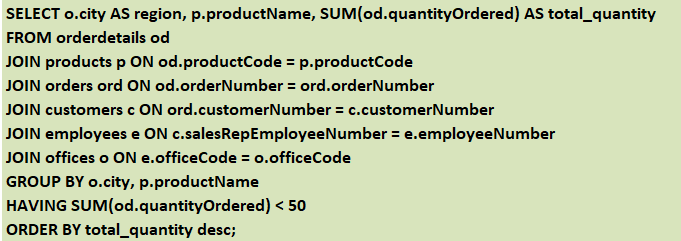 SELECT o.city AS region, p.productName, SUM(od.quantityOrdered) AS total_quantity
FROM orderdetails od
JOIN products p ON od.productCode = p.productCode
JOIN orders ord ON od.orderNumber = ord.orderNumber
JOIN customers c ON ord.customerNumber = c.customerNumber
JOIN employees e ON c.salesRepEmployeeNumber = e.employeeNumber
JOIN offices o ON e.officeCode = o.officeCode
GROUP BY o.city, p.productName
HAVING SUM(od.quantityOrdered) < 50
ORDER BY total_quantity desc;